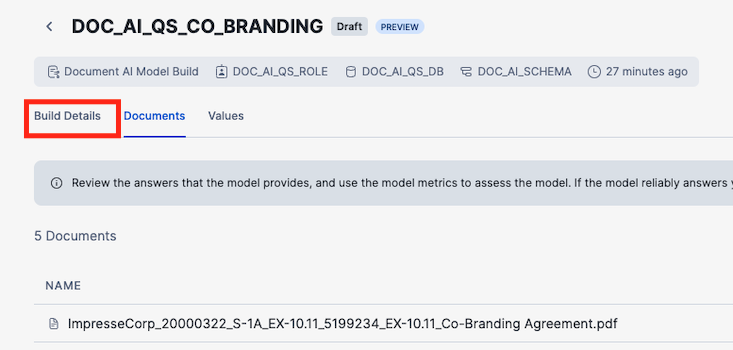 DOC_AI_QS_CO_BRANDING Draft PREVIEW
Document AI Model Build DOC_AI_QS_ROLE DOC_AI_QS_DB DOC_AI_SCHEMA 27 minutes ago
Build Details Documents Values
Review the answers that the model provides, and use the model metrics to assess the model. If the model reliably answers
5 Documents
NAME
ImpresseCorp_20000322_S-1A_EX-10.11_5199234_EX-10.11_Co-Branding Agreement.pdf